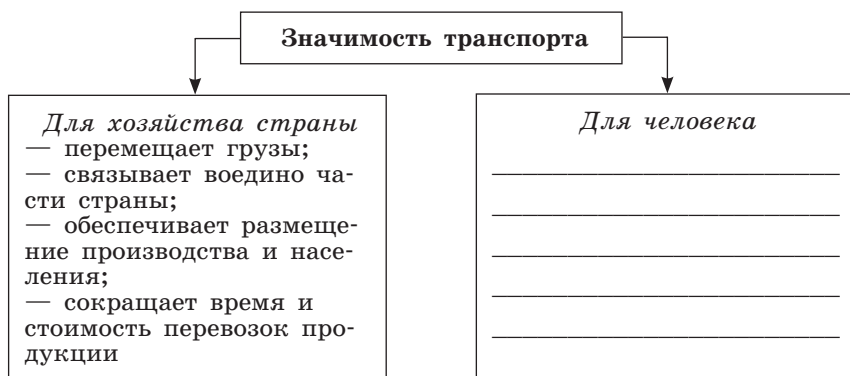 Значимость транспорта
Для хозяйства страны
— перемещает грузы;
— связывает воедино ча-
сти страны;
— обеспечивает размеще-
ние производства и насе-
ления;
— сокращает время и
стоимость перевозок про-
дукции
Для человека